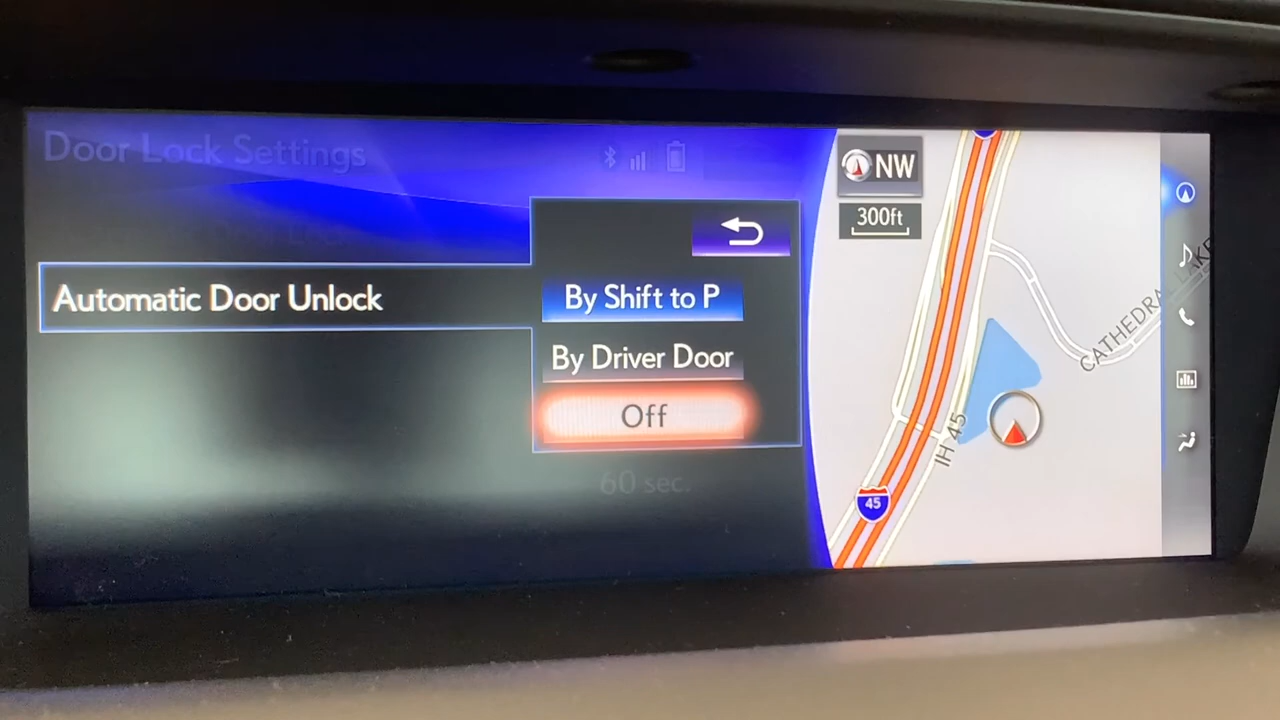 Door Lock Settings
Automatic Door Unlock
By Shift to P
By Driver Door
Off
60 sec.
NW
300ft
CATHEDRA LAKE
IH 45
45